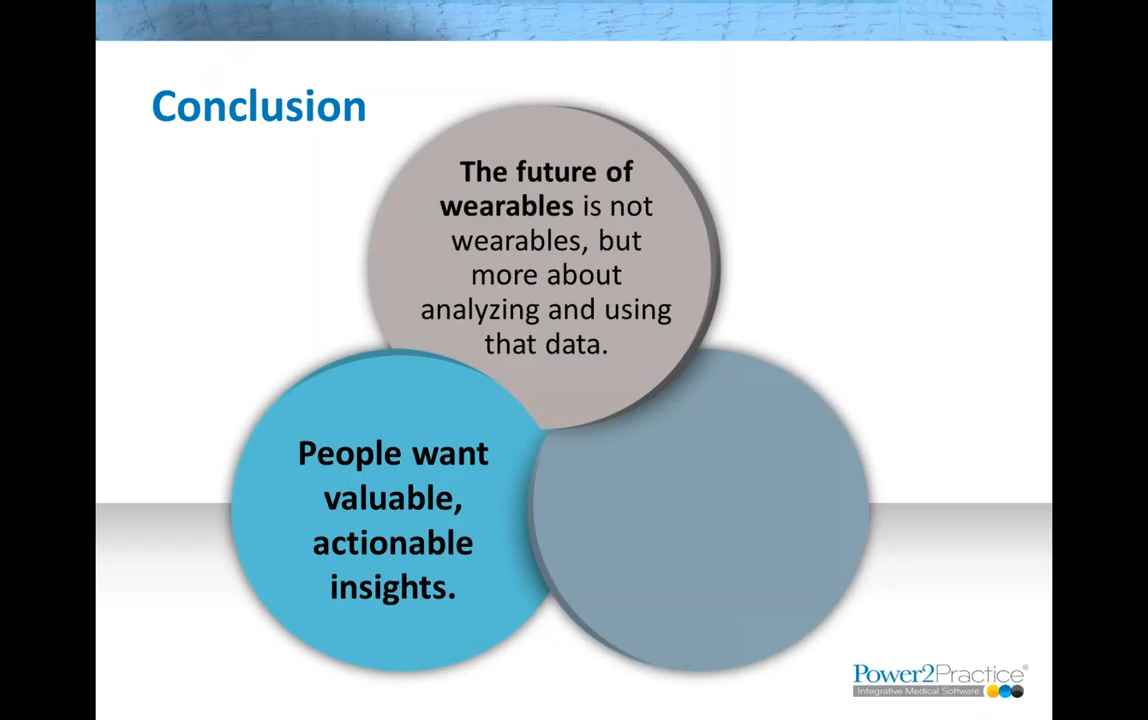 Conclusion
The future of
wearables is not
wearables, but
more about
analyzing and using
that data.
People want
valuable,
actionable
insights.
Power2Practice®
Integrative Medical Software